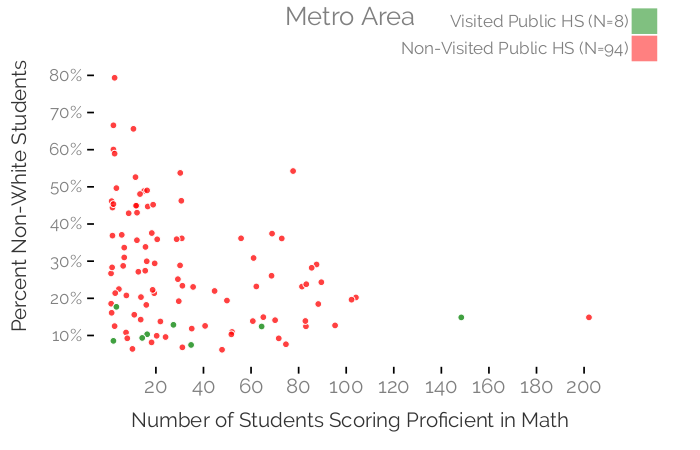 Metro Area
Visited Public HS (N=8)
Non-Visited Public HS (N=94)
Percent Non-White Students
80%
70%
60%
50%
40%
30%
20%
10%
20 40 60 80 100 120 140 160 180 200
Number of Students Scoring Proficient in Math